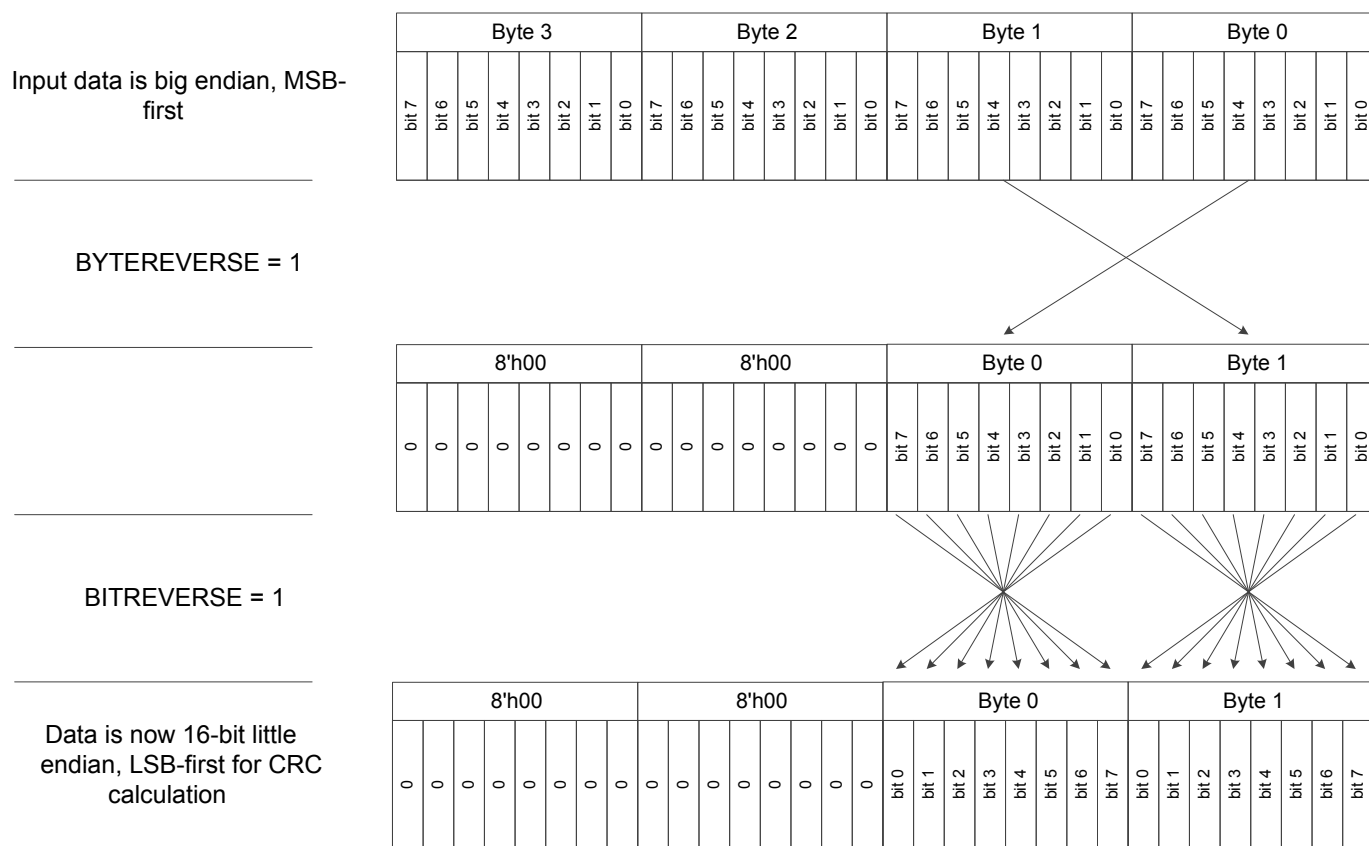 Byte 3 Byte 2 Byte 1 Byte 0
Input data is big endian, MSB-
first
bit 7 bit 6 bit 5 bit 4 bit 3 bit 2 bit 1 bit 0 bit 7 bit 6 bit 5 bit 4 bit 3 bit 2 bit 1 bit 0 bit 7 bit 6 bit 5 bit 4 bit 3 bit 2 bit 1 bit 0 bit 7 bit 6 bit 5 bit 4 bit 3 bit 2 bit 1 bit 0
BYTEREVERSE = 1
8'h00 8'h00 Byte 0 Byte 1
0 0 0 0 0 0 0 0 0 0 0 0 0 0 0 0 bit 7 bit 6 bit 5 bit 4 bit 3 bit 2 bit 1 bit 0 bit 7 bit 6 bit 5 bit 4 bit 3 bit 2 bit 1 bit 0
BITREVERSE = 1
8'h00 8'h00 Byte 0 Byte 1
Data is now 16-bit little
endian, LSB-first for CRC
calculation
0 0 0 0 0 0 0 0 0 0 0 0 0 0 0 0 bit 0 bit 1 bit 2 bit 3 bit 4 bit 5 bit 6 bit 7 bit 0 bit 1 bit 2 bit 3 bit 4 bit 5 bit 6 bit 7